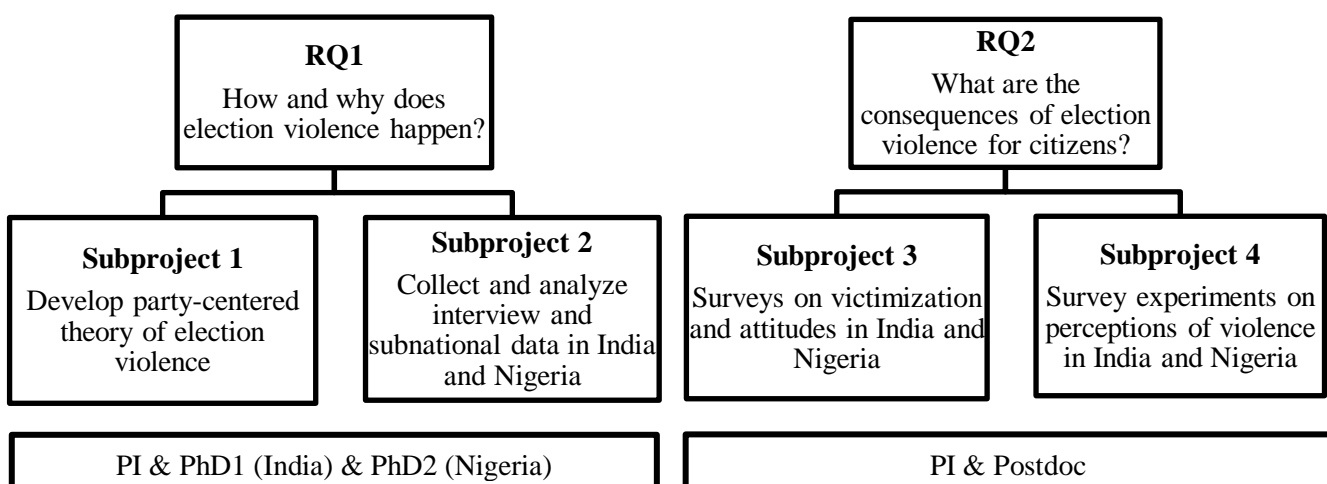 RQ1
How and why does
election violence happen?
RQ2
What are the
consequences of election
violence for citizens?
Subproject 1
Develop party-centered
theory of election
violence
Subproject 2
Collect and analyze
interview and
subnational data in India
and Nigeria
Subproject 3
Surveys on victimization
and attitudes in India and
Nigeria
Subproject 4
Survey experiments on
perceptions of violence
in India and Nigeria
PI & PhD1 (India) & PhD2 (Nigeria)
PI & Postdoc